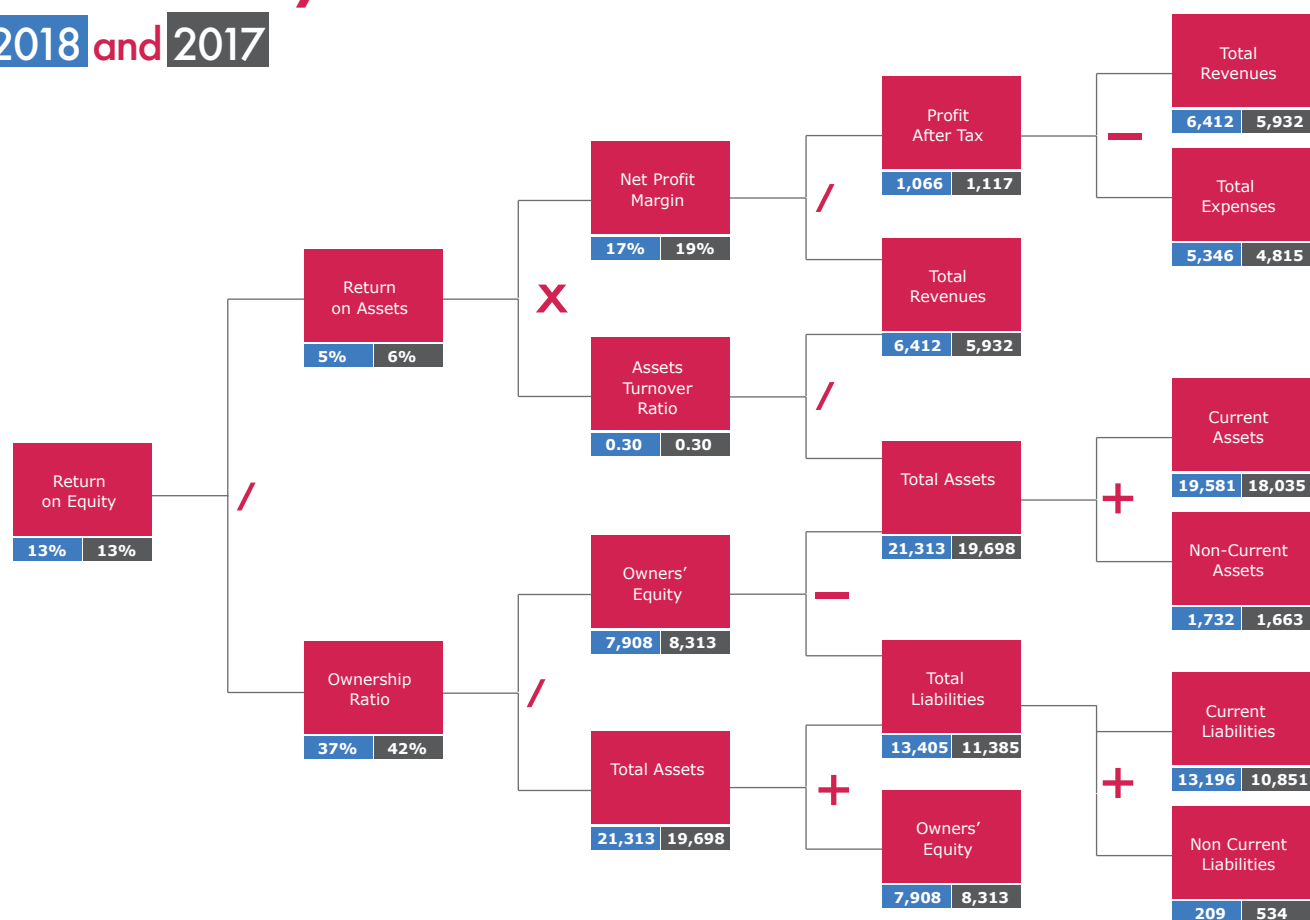 2018 and 2017
Return
on Equity
13% 13%
/
Return
on Assets
5% 6%
Ownership
Ratio
37% 42%
X
/
Net Profit
Margin
17% 19%
Assets
Turnover
Ratio
0.30 0.30
Owners’
Equity
7,908 8,313
Total Assets
21,313 19,698
/
/
–
+
Profit
After Tax
1,066 1,117
Total
Revenues
6,412 5,932
Total Assets
21,313 19,698
Total
Liabilities
13,405 11,385
Owners’
Equity
7,908 8,313
–
+
+
Total
Revenues
6,412 5,932
Total
Expenses
5,346 4,815
Current
Assets
19,581 18,035
Non-Current
Assets
1,732 1,663
Current
Liabilities
13,196 10,851
Non Current
Liabilities
209 534